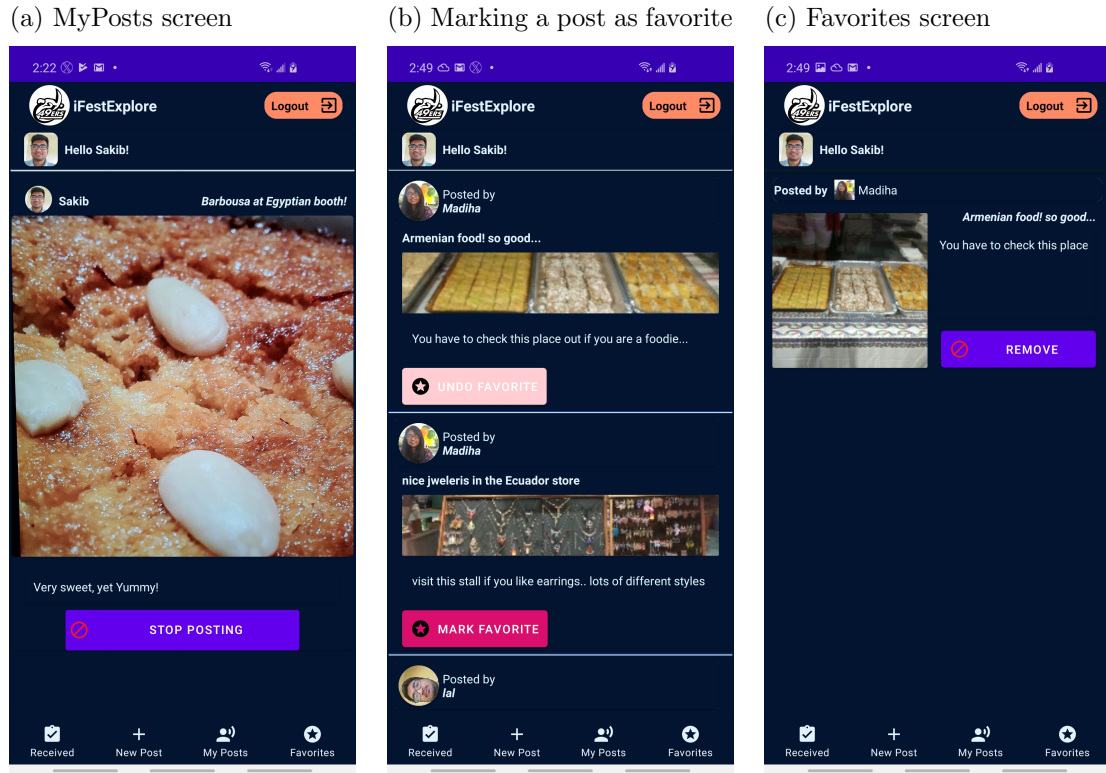 (a) MyPosts screen
2:22
iFestExplore
Logout
49ERS
Hello Sakib!
Sakib
Barbousa at Egyptian booth!
Very sweet, yet Yummy!
STOP POSTING
Received
New Post
My Posts
Favorites
(b) Marking a post as favorite
2:49
iFestExplore
Logout
49ERS
Hello Sakib!
Posted by
Madiha
Armenian food! so good...
You have to check this place out if you are a foodie...
UNDO FAVORITE
Posted by
Madiha
nice jweleris in the Ecuador store
visit this stall if you like earrings.. lots of different styles
MARK FAVORITE
Posted by
lal
Received
New Post
My Posts
Favorites
(c) Favorites screen
2:49
iFestExplore
Logout
49ERS
Hello Sakib!
Posted by Madiha
Armenian food! so good...
You have to check this place
REMOVE
Received
New Post
My Posts
Favorites